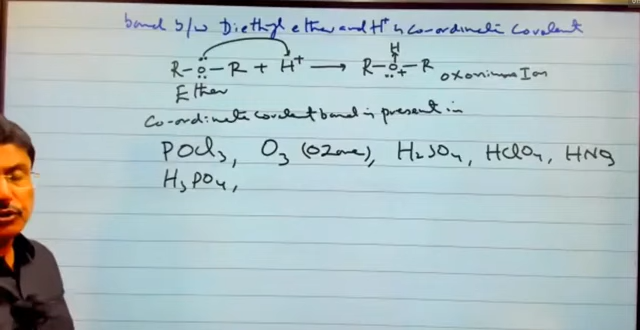 bond b/w Diethyl ether and H⁺ is co-ordinate covalent
R–Ö–R + H⁺ ⟶ R–O⁺–R oxonium Ion
H
Ether
Co-ordinate covalent bond is present in
POCl₃, O₃ (Ozone), H₂SO₄, HClO₄, HNO₃
H₃PO₄,